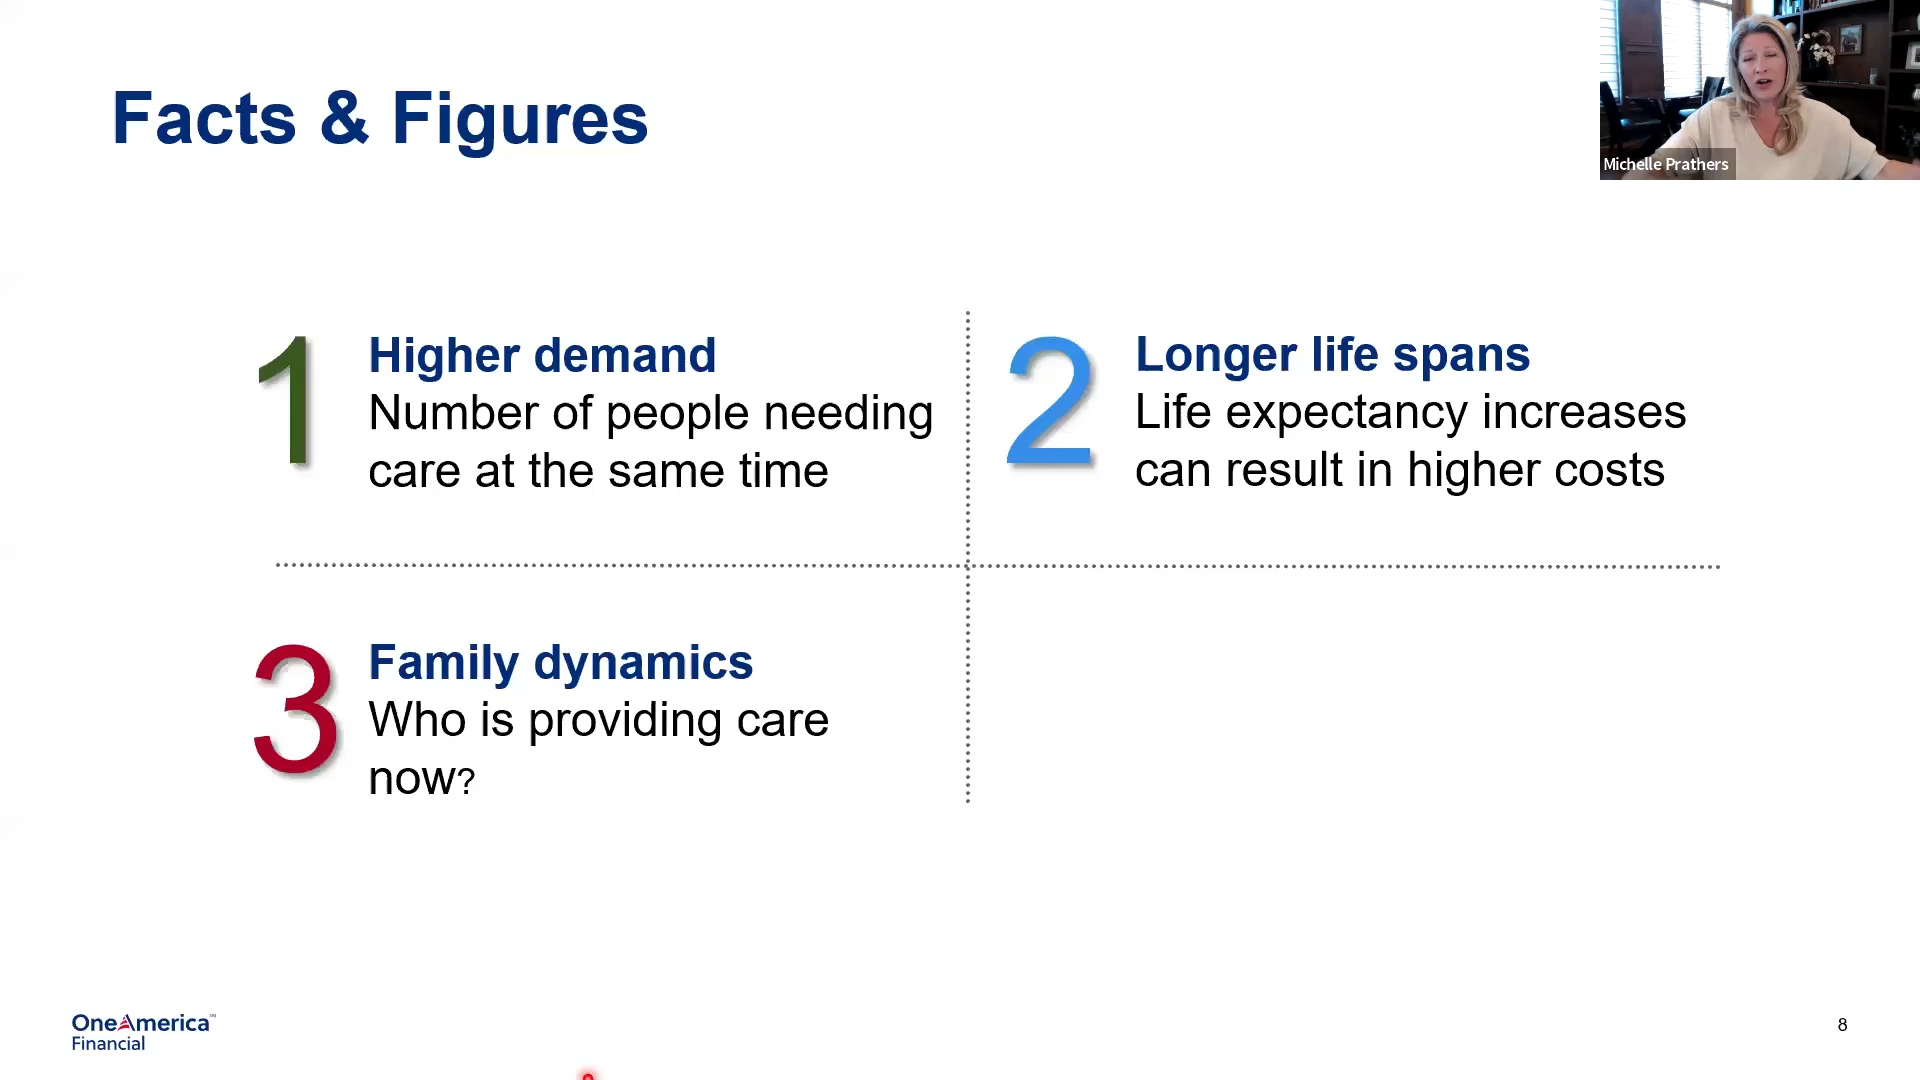 Facts & Figures
Michelle Prathers
1
Higher demand
Number of people needing
care at the same time
2
Longer life spans
Life expectancy increases
can result in higher costs
3
Family dynamics
Who is providing care
now?
OneAmerica℠
Financial
8